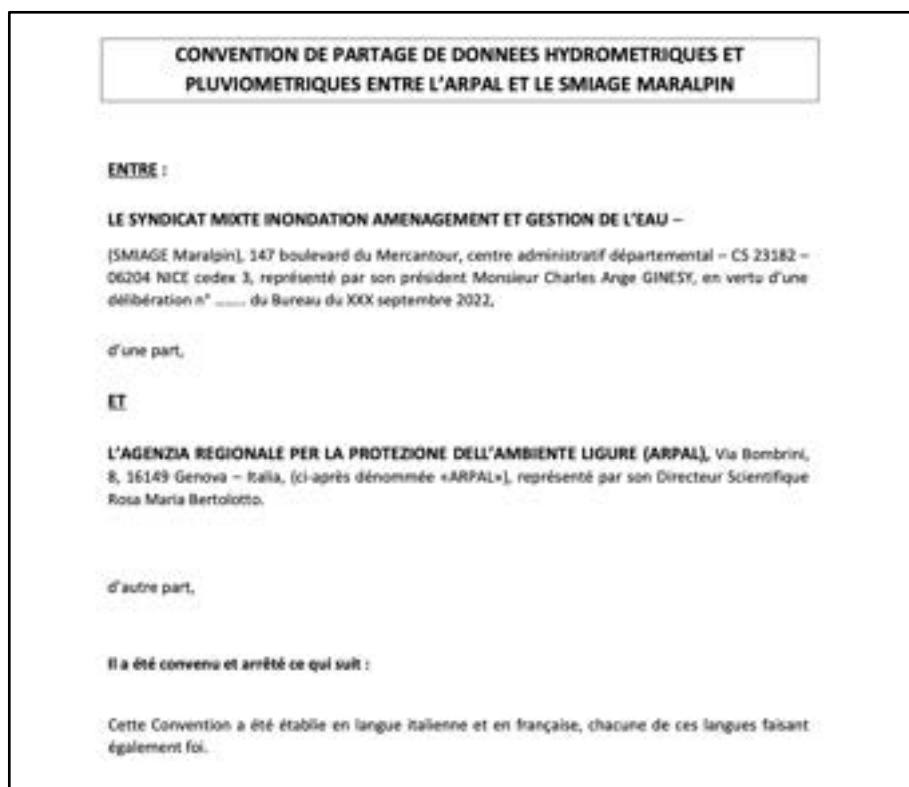 CONVENTION DE PARTAGE DE DONNEES HYDROMETRIQUES ET
PLUVIOMETRIQUES ENTRE L'ARPAL ET LE SMIAGE MARALPIN
ENTRE :
LE SYNDICAT MIXTE INONDATION AMENAGEMENT ET GESTION DE L'EAU –
(SMIAGE Maralpin), 147 boulevard du Mercantour, centre administratif départemental – CS 23182 –
06204 NICE cedex 3, représenté par son président Monsieur Charles Ange GINESY, en vertu d'une
délibération n° ....... du Bureau du XXX septembre 2022,
d'une part,
ET
L'AGENZIA REGIONALE PER LA PROTEZIONE DELL'AMBIENTE LIGURE (ARPAL), Via Bombrini,
8, 16149 Genova – Italia, (ci-après dénommée «ARPAL»), représenté par son Directeur Scientifique
Rosa Maria Bertolotto.
d'autre part,
Il a été convenu et arrêté ce qui suit :
Cette Convention a été établie en langue italienne et en française, chacune de ces langues faisant
également foi.